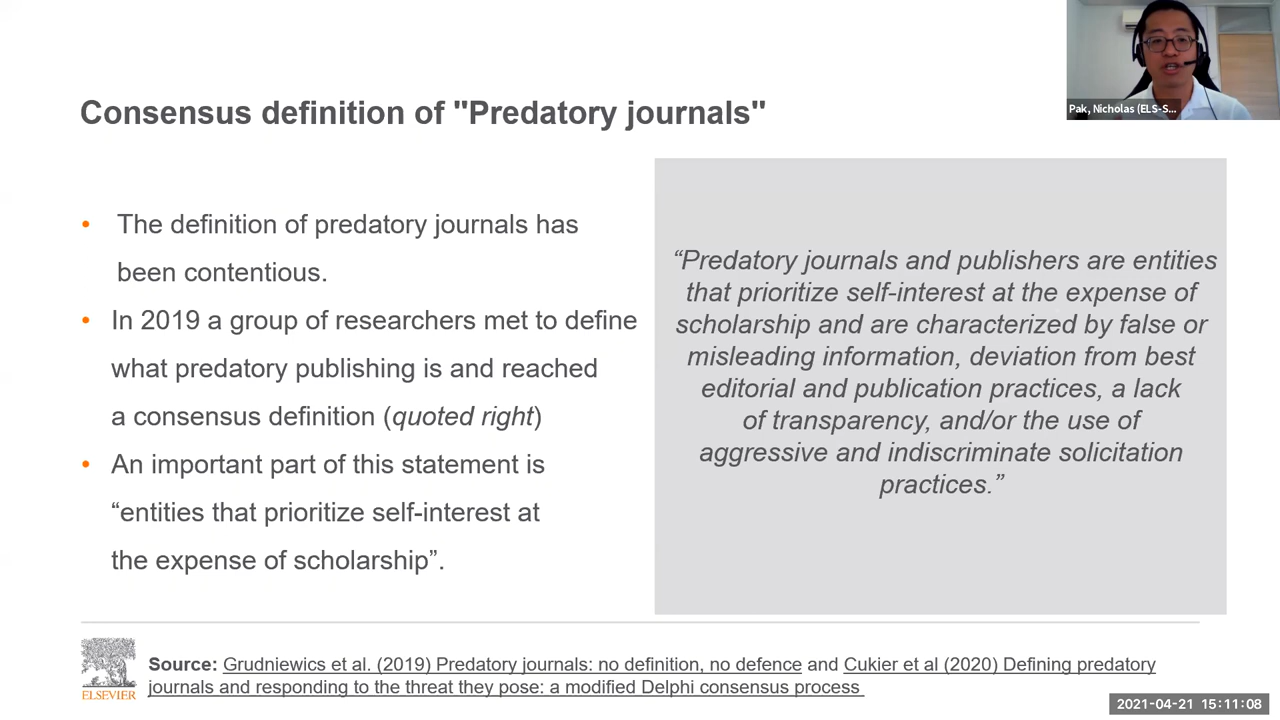 Pak, Nicholas (ELS-S...
Consensus definition of "Predatory journals"
• The definition of predatory journals has
been contentious.
• In 2019 a group of researchers met to define
what predatory publishing is and reached
a consensus definition (quoted right)
• An important part of this statement is
“entities that prioritize self-interest at
the expense of scholarship”.
“Predatory journals and publishers are entities
that prioritize self-interest at the expense of
scholarship and are characterized by false or
misleading information, deviation from best
editorial and publication practices, a lack
of transparency, and/or the use of
aggressive and indiscriminate solicitation
practices.”
ELSEVIER
Source: Grudniewics et al. (2019) Predatory journals: no definition, no defence and Cukier et al (2020) Defining predatory
journals and responding to the threat they pose: a modified Delphi consensus process
2021-04-21 15:11:08